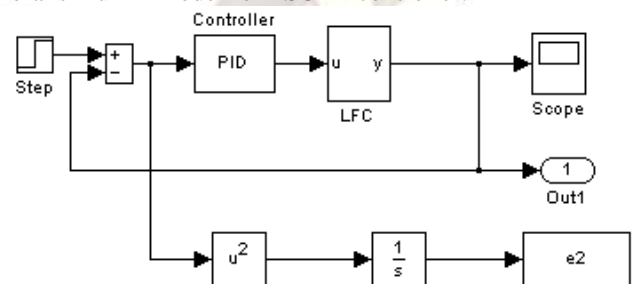 Controller
+
−
PID
u y
Step
LFC
Scope
1
Out1
u²
1
s
e2